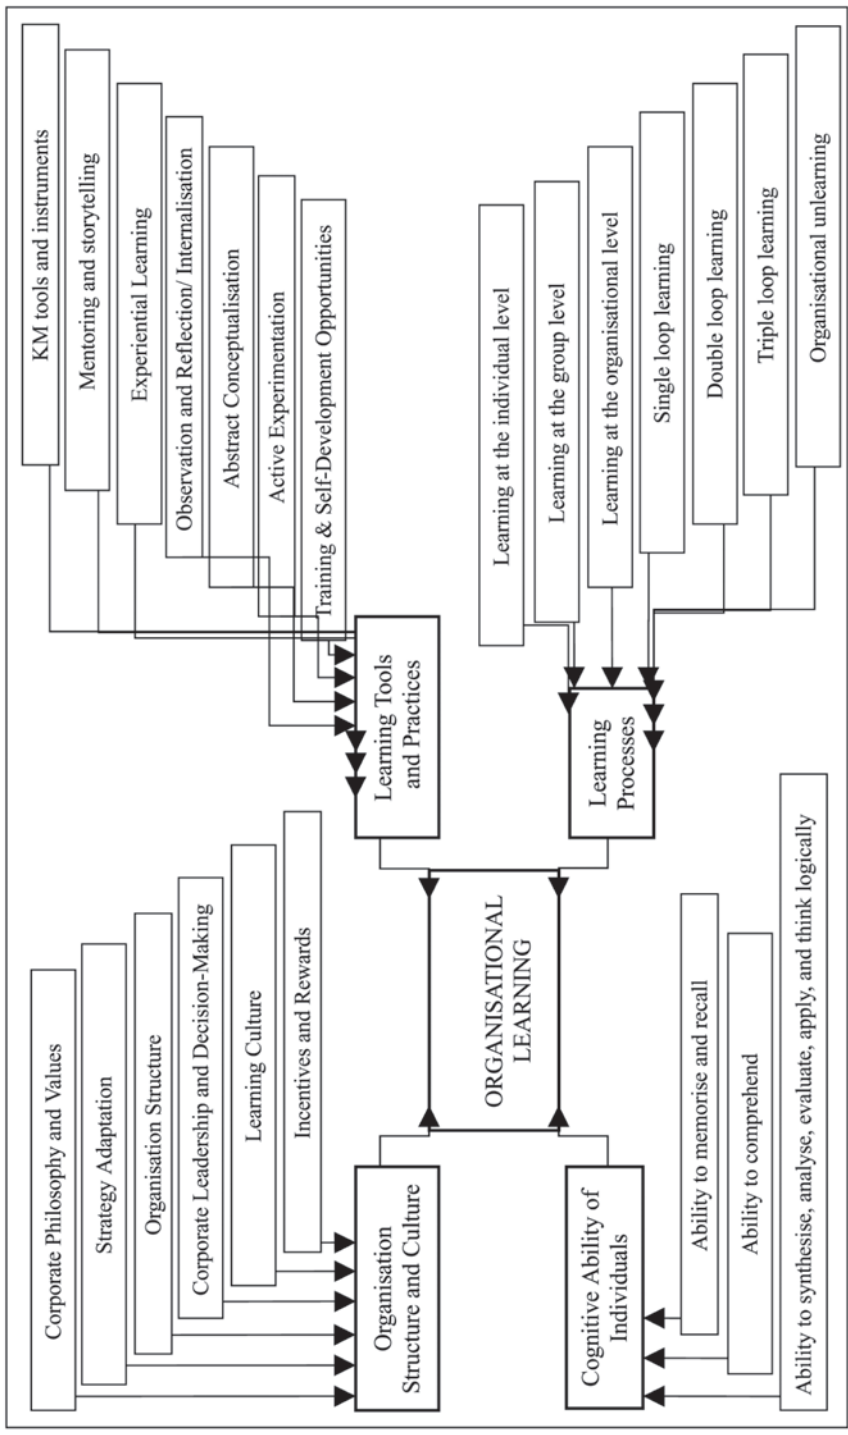 Corporate Philosophy and Values
Strategy Adaptation
Organisation Structure
Corporate Leadership and Decision-Making
Learning Culture
Incentives and Rewards
Organisation
Structure and Culture
KM tools and instruments
Mentoring and storytelling
Experiential Learning
Observation and Reflection/ Internalisation
Abstract Conceptualisation
Active Experimentation
Training & Self-Development Opportunities
Learning Tools
and Practices
ORGANISATIONAL
LEARNING
Cognitive Ability of
Individuals
Ability to memorise and recall
Ability to comprehend
Ability to synthesise, analyse, evaluate, apply, and think logically
Learning
Processes
Learning at the individual level
Learning at the group level
Learning at the organisational level
Single loop learning
Double loop learning
Triple loop learning
Organisational unlearning